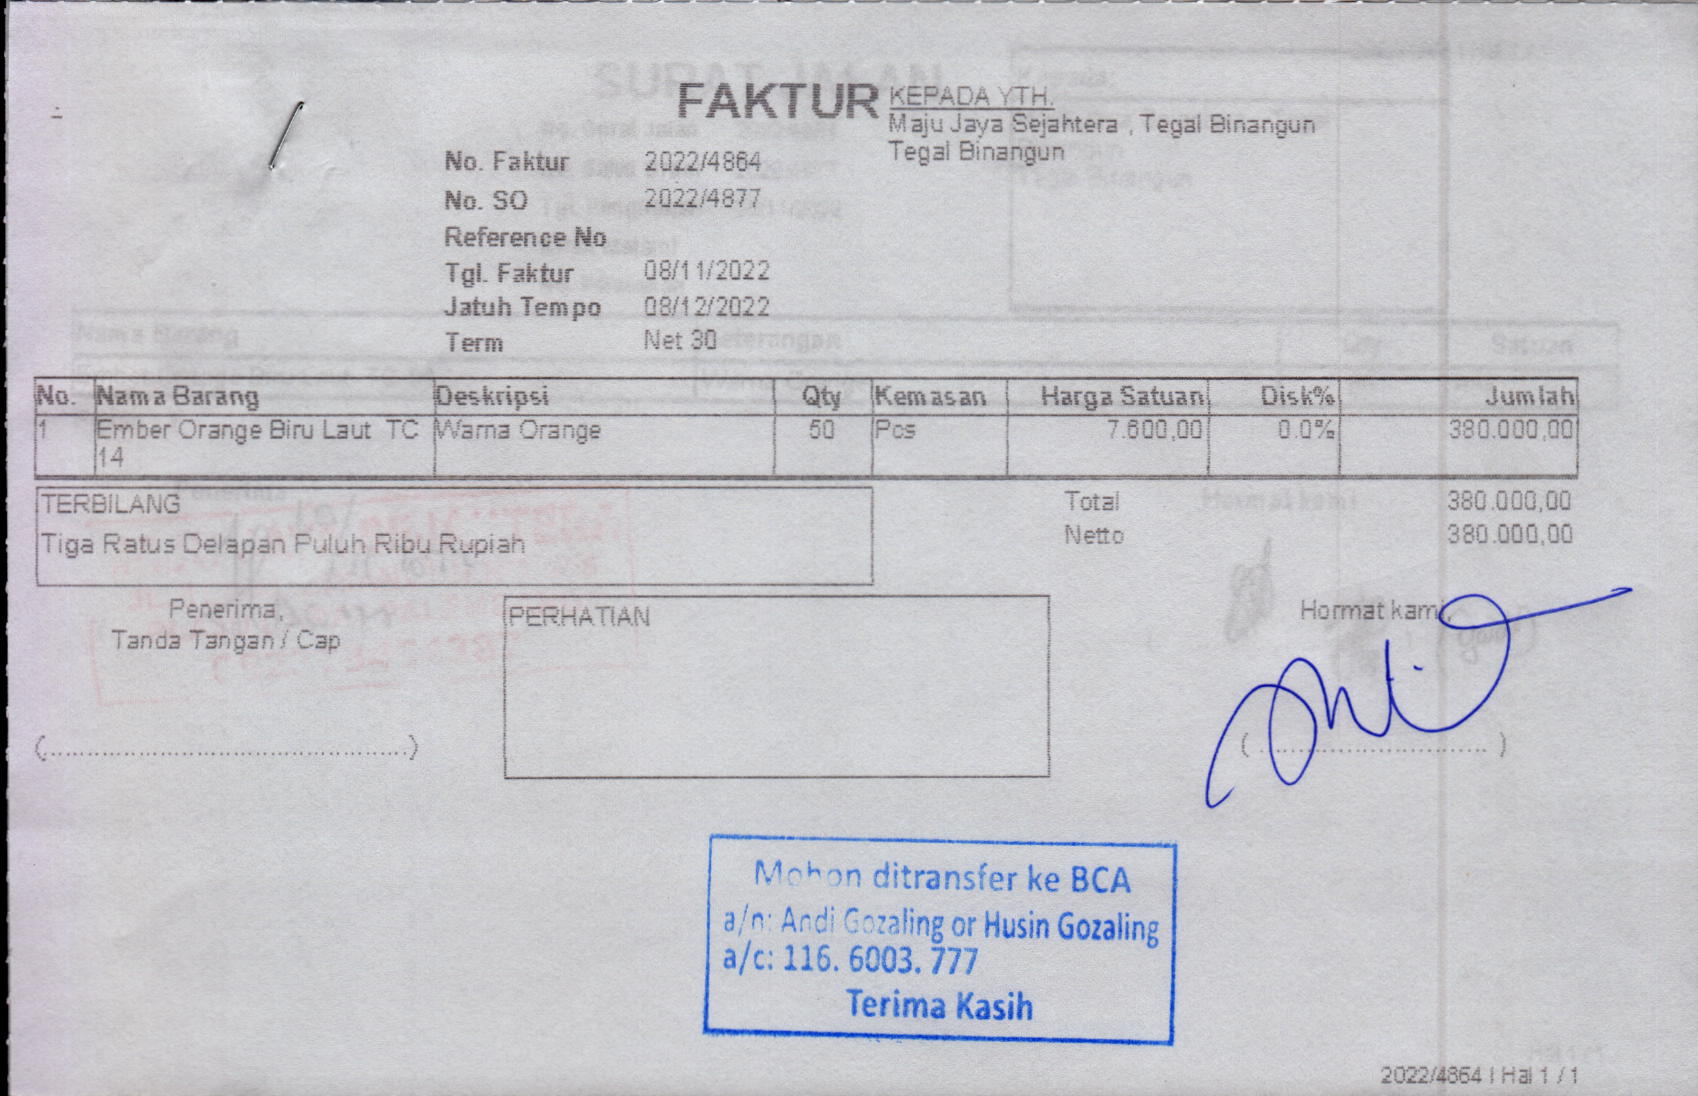 FAKTUR
KEPADA YTH.
Maju Jaya Sejahtera , Tegal Binangun
Tegal Binangun
No. Faktur 2022/4864
No. SO 2022/4877
Reference No
Tgl. Faktur 08/11/2022
Jatuh Tempo 08/12/2022
Term Net 30
No. Nama Barang Deskripsi Qty Kemasan Harga Satuan Disk% Jumlah
1 Ember Orange Biru Laut TC Warna Orange 50 Pcs 7.600,00 0.0% 380.000,00
14
TERBILANG
Tiga Ratus Delapan Puluh Ribu Rupiah
Total 380.000,00
Netto 380.000,00
Penerima,
Tanda Tangan / Cap
PERHATIAN
Hormat kami,
Mohon ditransfer ke BCA
a/n: Andi Gozaling or Husin Gozaling
a/c: 116. 6003. 777
Terima Kasih
2022/4864 | Hal 1 / 1